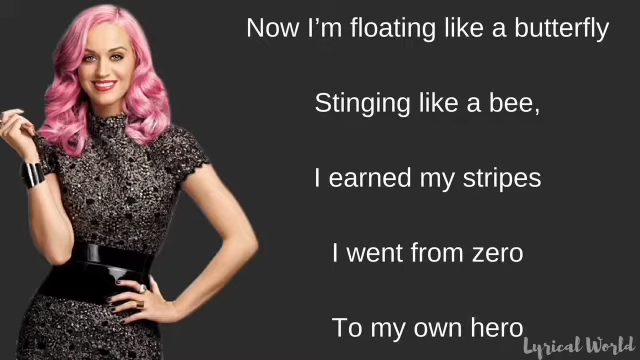 Now I’m floating like a butterfly
Stinging like a bee,
I earned my stripes
I went from zero
To my own hero
Lyrical World